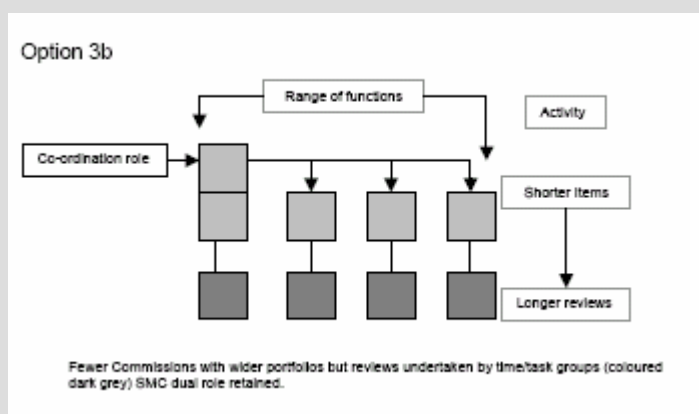 Option 3b
Range of functions
Activity
Co-ordination role
Shorter items
Longer reviews
Fewer Commissions with wider portfolios but reviews undertaken by time/task groups (coloured
dark grey) SMC dual role retained.